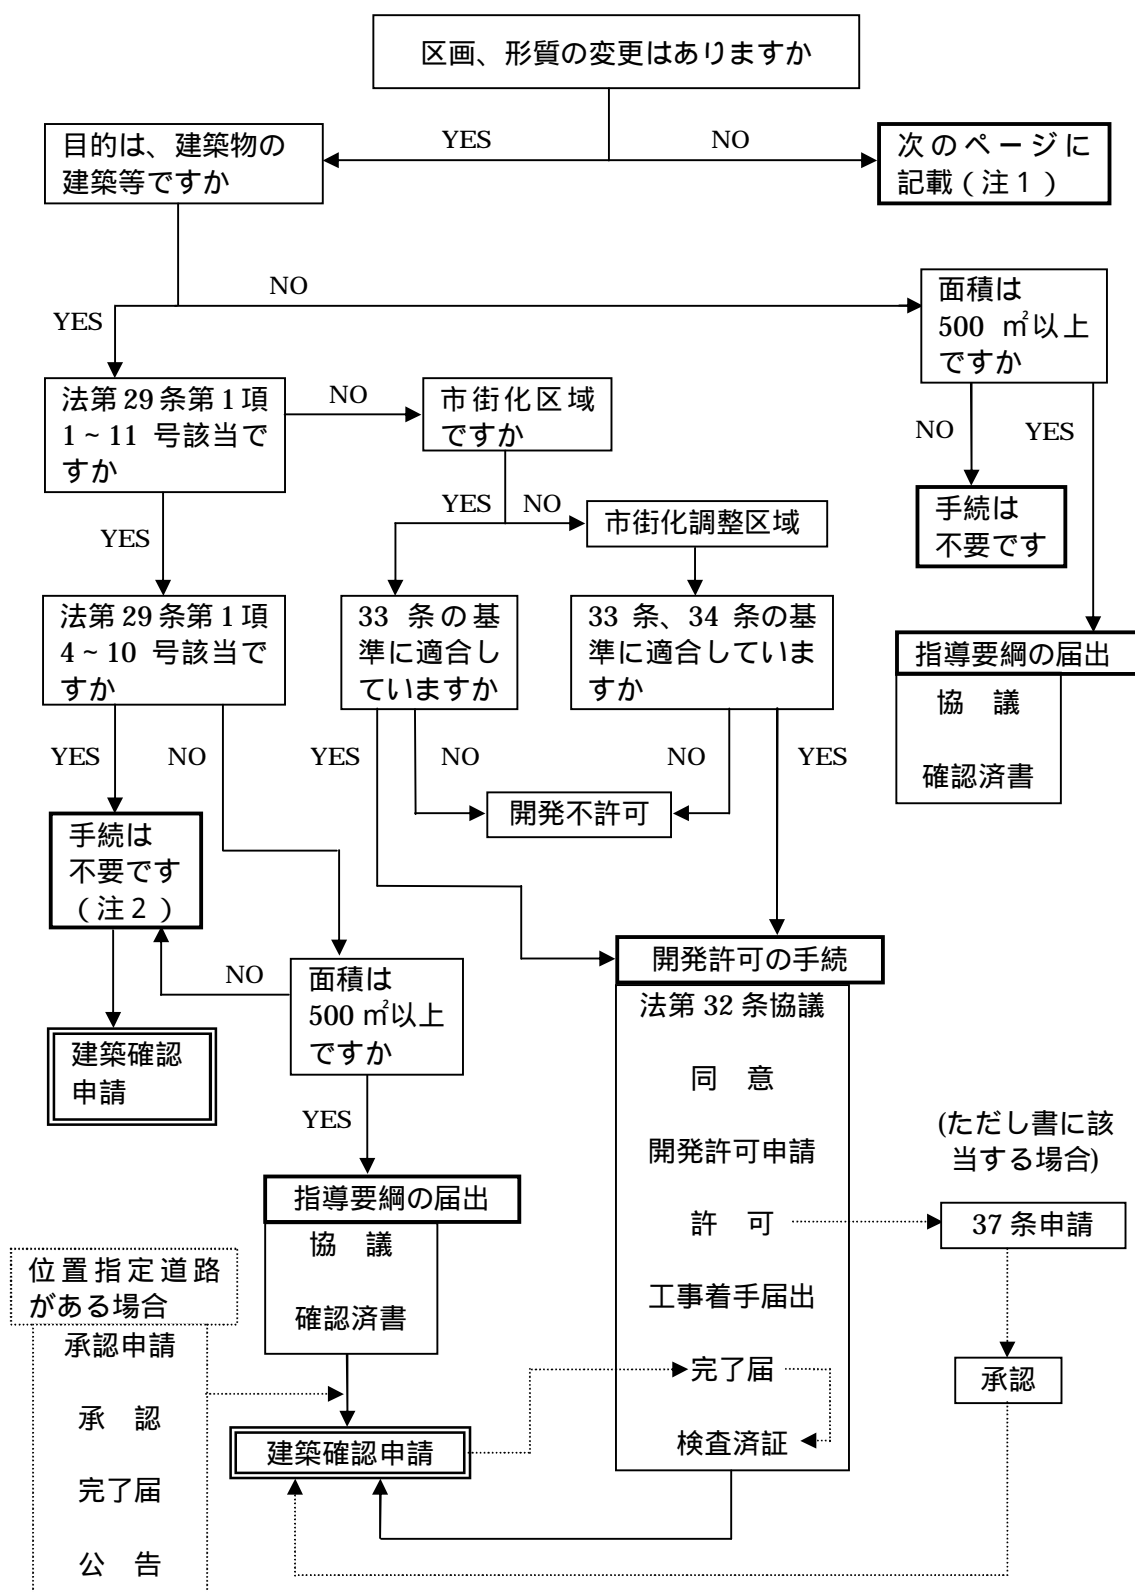 区画、形質の変更はありますか
目的は、建築物の
建築等ですか
YES
NO
次のページに
記載（注１）
NO
YES
面積は
500 ㎡以上
ですか
法第 29 条第 1 項
1～11 号該当で
すか
NO
市街化区域
ですか
NO
YES
手続は
不要です
YES
YES
NO
市街化調整区域
法第 29 条第 1 項
4～10 号該当で
すか
33 条の基
準に適合し
ていますか
33 条、34 条の基
準に適合していま
すか
指導要綱の届出
協　議
確認済書
YES
NO
YES
NO
NO
YES
開発不許可
手続は
不要です
（注２）
NO
面積は
500 ㎡以上
ですか
開発許可の手続
法第 32 条協議
同　意
開発許可申請
許　可
工事着手届出
完了届
検査済証
建築確認
申請
YES
(ただし書に該
当する場合)
37 条申請
承認
指導要綱の届出
協　議
確認済書
位置指定道路
がある場合
承認申請
承　認
完了届
公　告
建築確認申請